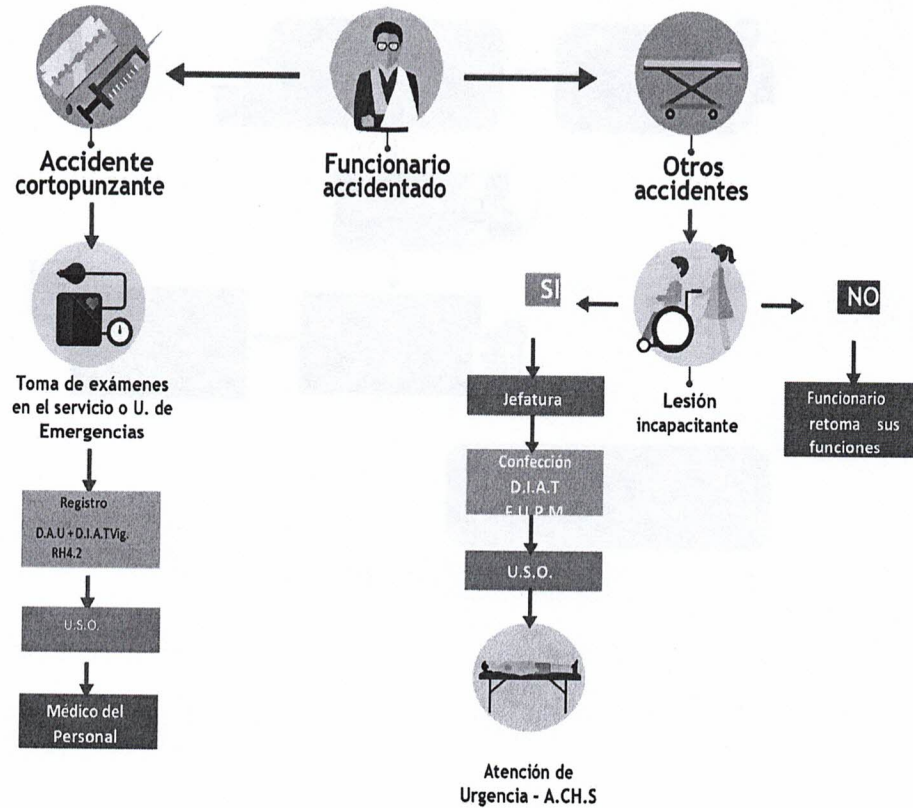 Accidente
cortopunzante
Funcionario
accidentado
Otros
accidentes
Toma de exámenes
en el servicio o U. de
Emergencias
Registro
D.A.U + D.I.A.TVig.
RH4.2
U.S.O.
Médico del
Personal
SI
NO
Lesión
incapacitante
Jefatura
Confección
D.I.A.T
F.U.P.M
U.S.O.
Atención de
Urgencia - A.CH.S
Funcionario
retoma sus
funciones